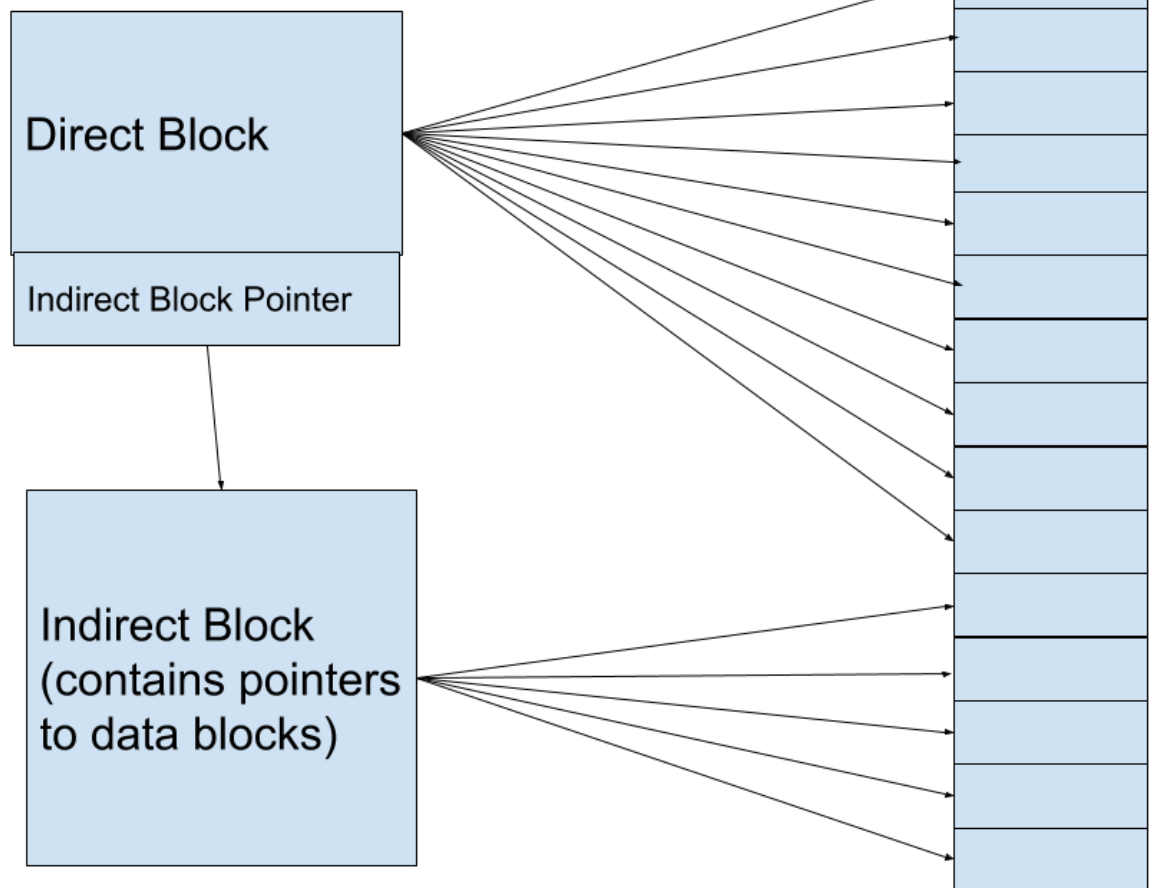 Direct Block
Indirect Block Pointer
Indirect Block
(contains pointers
to data blocks)